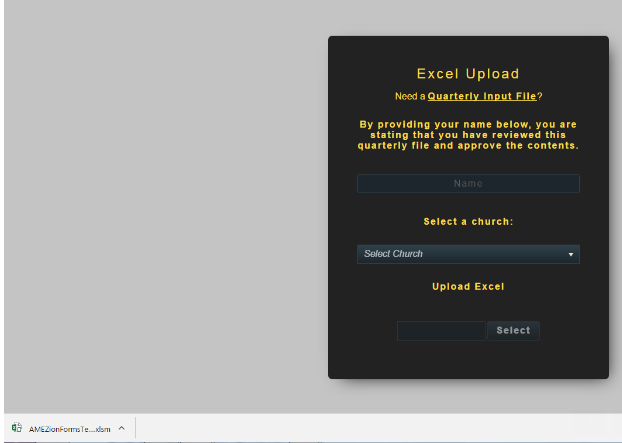 Excel Upload
Need a Quarterly Input File?
By providing your name below, you are
stating that you have reviewed this
quarterly file and approve the contents.
Name
Select a church:
Select Church
Upload Excel
Select
AMEZionFormsTe....xlsm